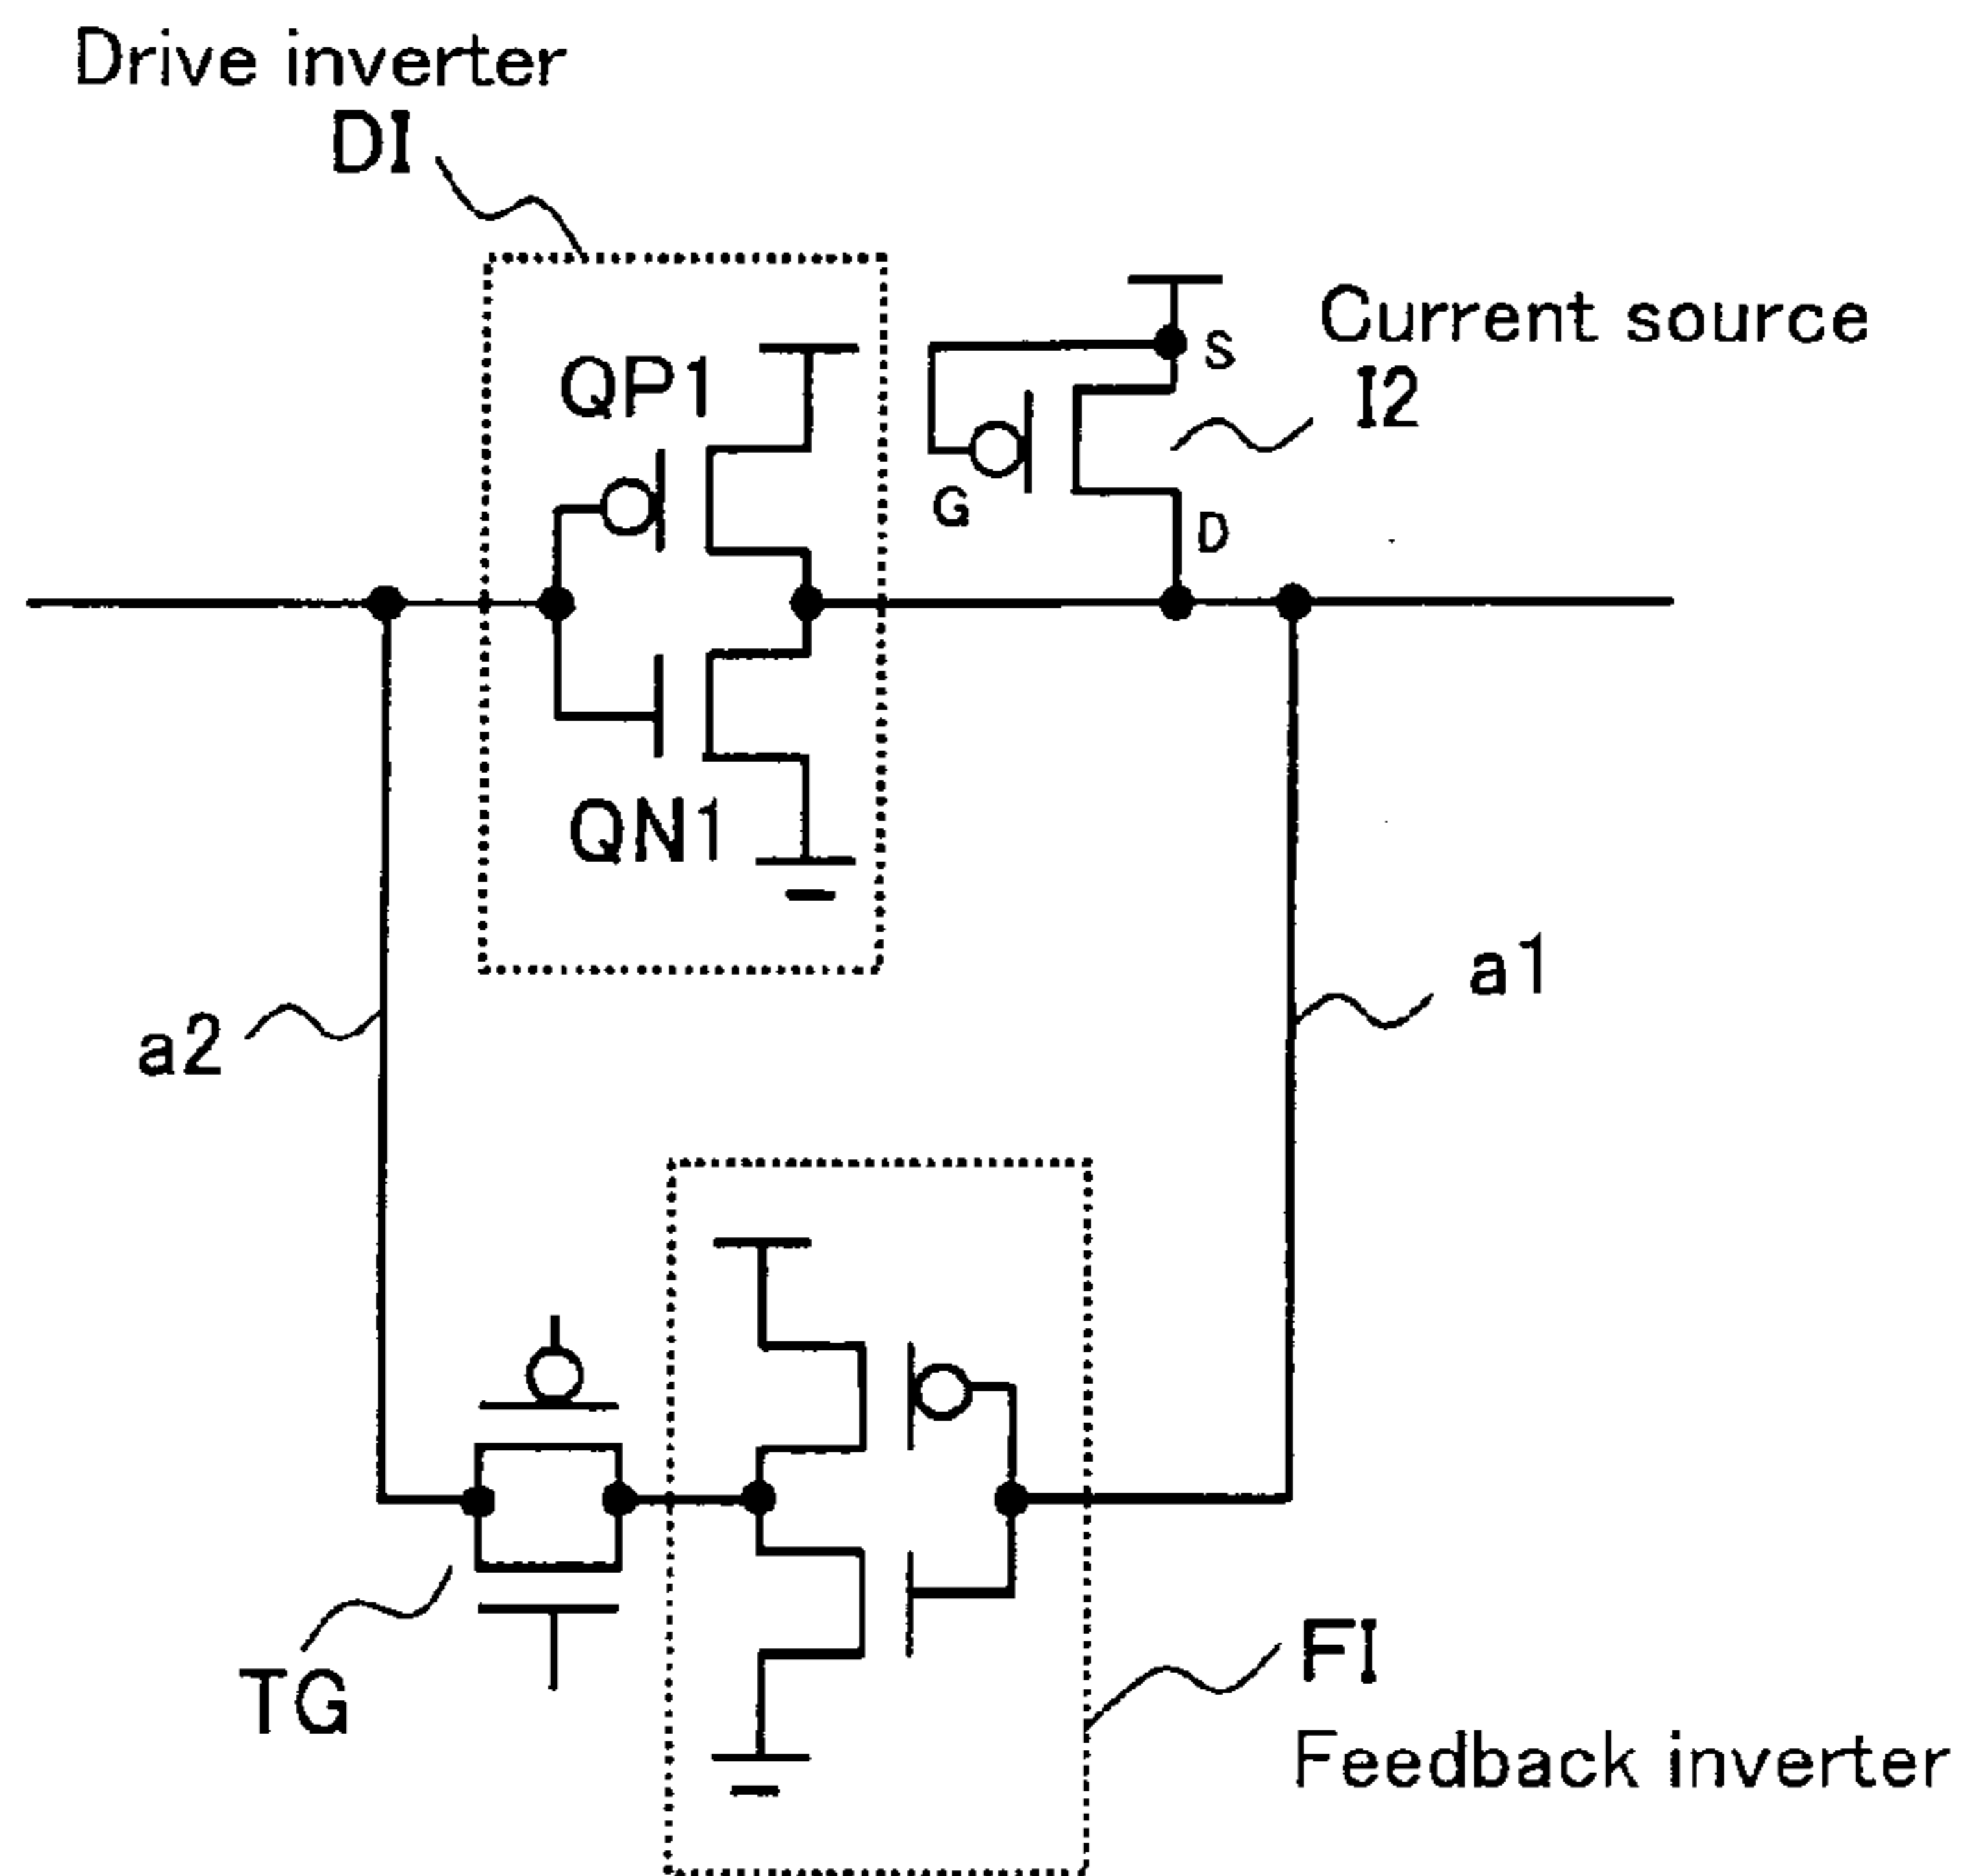 Drive inverter
DI
QP1
S
Current source
I2
G
D
QN1
a1
a2
TG
FI
Feedback inverter